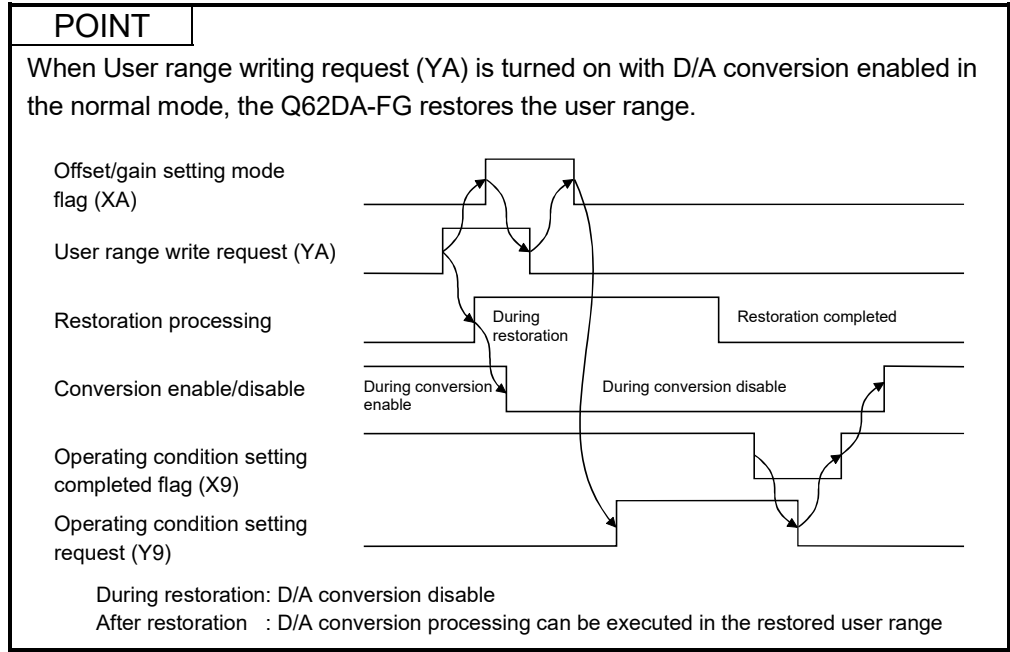 POINT
When User range writing request (YA) is turned on with D/A conversion enabled in
the normal mode, the Q62DA-FG restores the user range.
Offset/gain setting mode
flag (XA)
User range write request (YA)
Restoration processing
During
restoration
Restoration completed
Conversion enable/disable
During conversion
enable
During conversion disable
Operating condition setting
completed flag (X9)
Operating condition setting
request (Y9)
During restoration: D/A conversion disable
After restoration : D/A conversion processing can be executed in the restored user range